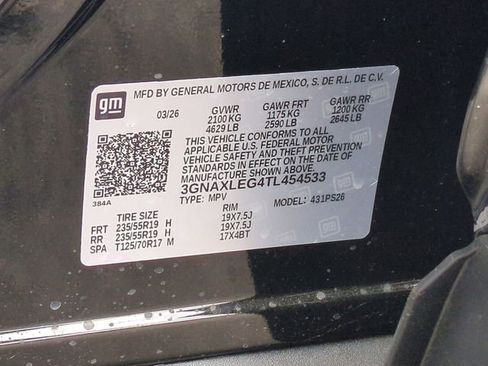 MFD BY GENERAL MOTORS DE MEXICO, S. DE R.L. DE C.V.
gm 03/26 GVWR GAWR FRT GAWR RR
2100 KG 1175 KG 1200 KG
4629 LB 2590 LB 2645 LB
THIS VEHICLE CONFORMS TO ALL
APPLICABLE U.S. FEDERAL MOTOR
VEHICLE SAFETY AND THEFT PREVENTION
STANDARDS IN EFFECT ON THE DATE OF
MANUFACTURE SHOWN ABOVE.
3GNAXLEG4TL454533
384A TYPE: MPV MODEL: 431PS26
TIRE SIZE RIM
FRT 235/55R19 H 19X7.5J
RR 235/55R19 H 19X7.5J
SPA T125/70R17 M 17X4BT